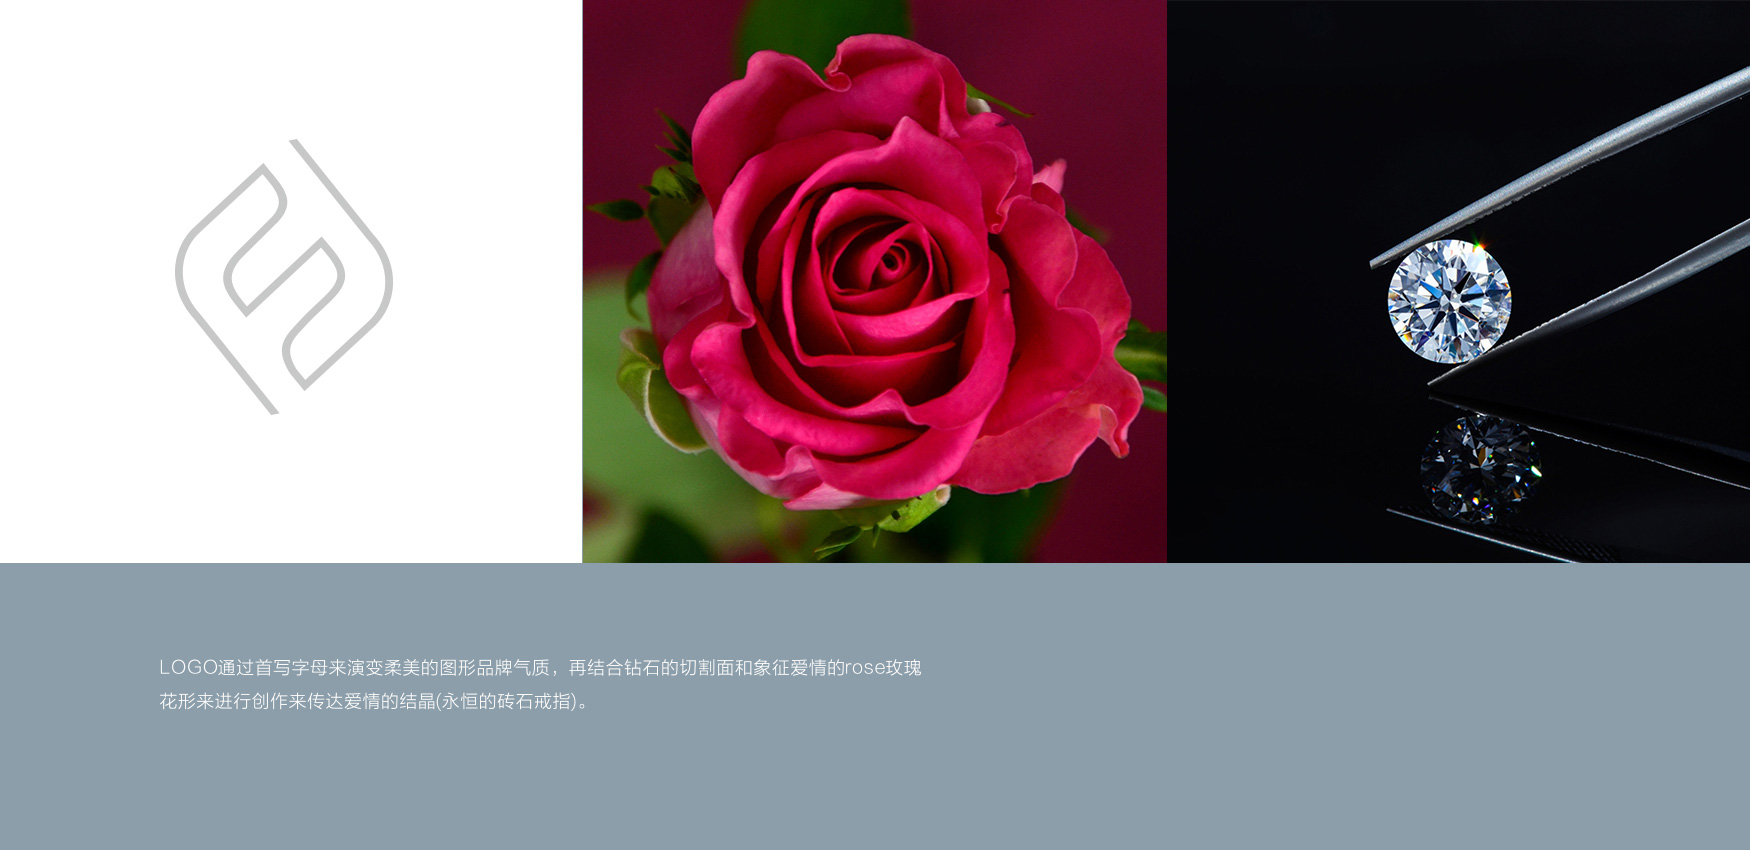 LOGO通过首写字母来演变柔美的图形品牌气质，再结合钻石的切割面和象征爱情的rose玫瑰
花形来进行创作来传达爱情的结晶(永恒的砖石戒指)。